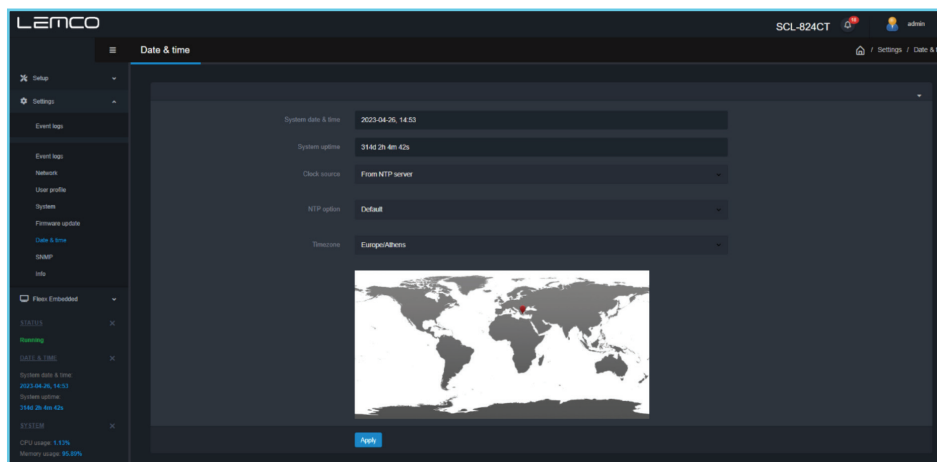 LEMCO
SCL-824CT
admin
Date & time
/ Settings / Date &
Setup
Settings
Event logs
Event logs
Network
User profile
System
Firmware update
Date & time
SNMP
Info
System date & time
2023-04-26, 14:53
System uptime
314d 2h 4m 42s
Clock source
From NTP server
NTP option
Default
Timezone
Europe/Athens
Apply
Embedded
STATUS
Running
DATE & TIME
System date & time
2023-04-26, 14:53
System uptime
314d 2h 4m 42s
SYSTEM
CPU usage: 1.13%
Memory usage: